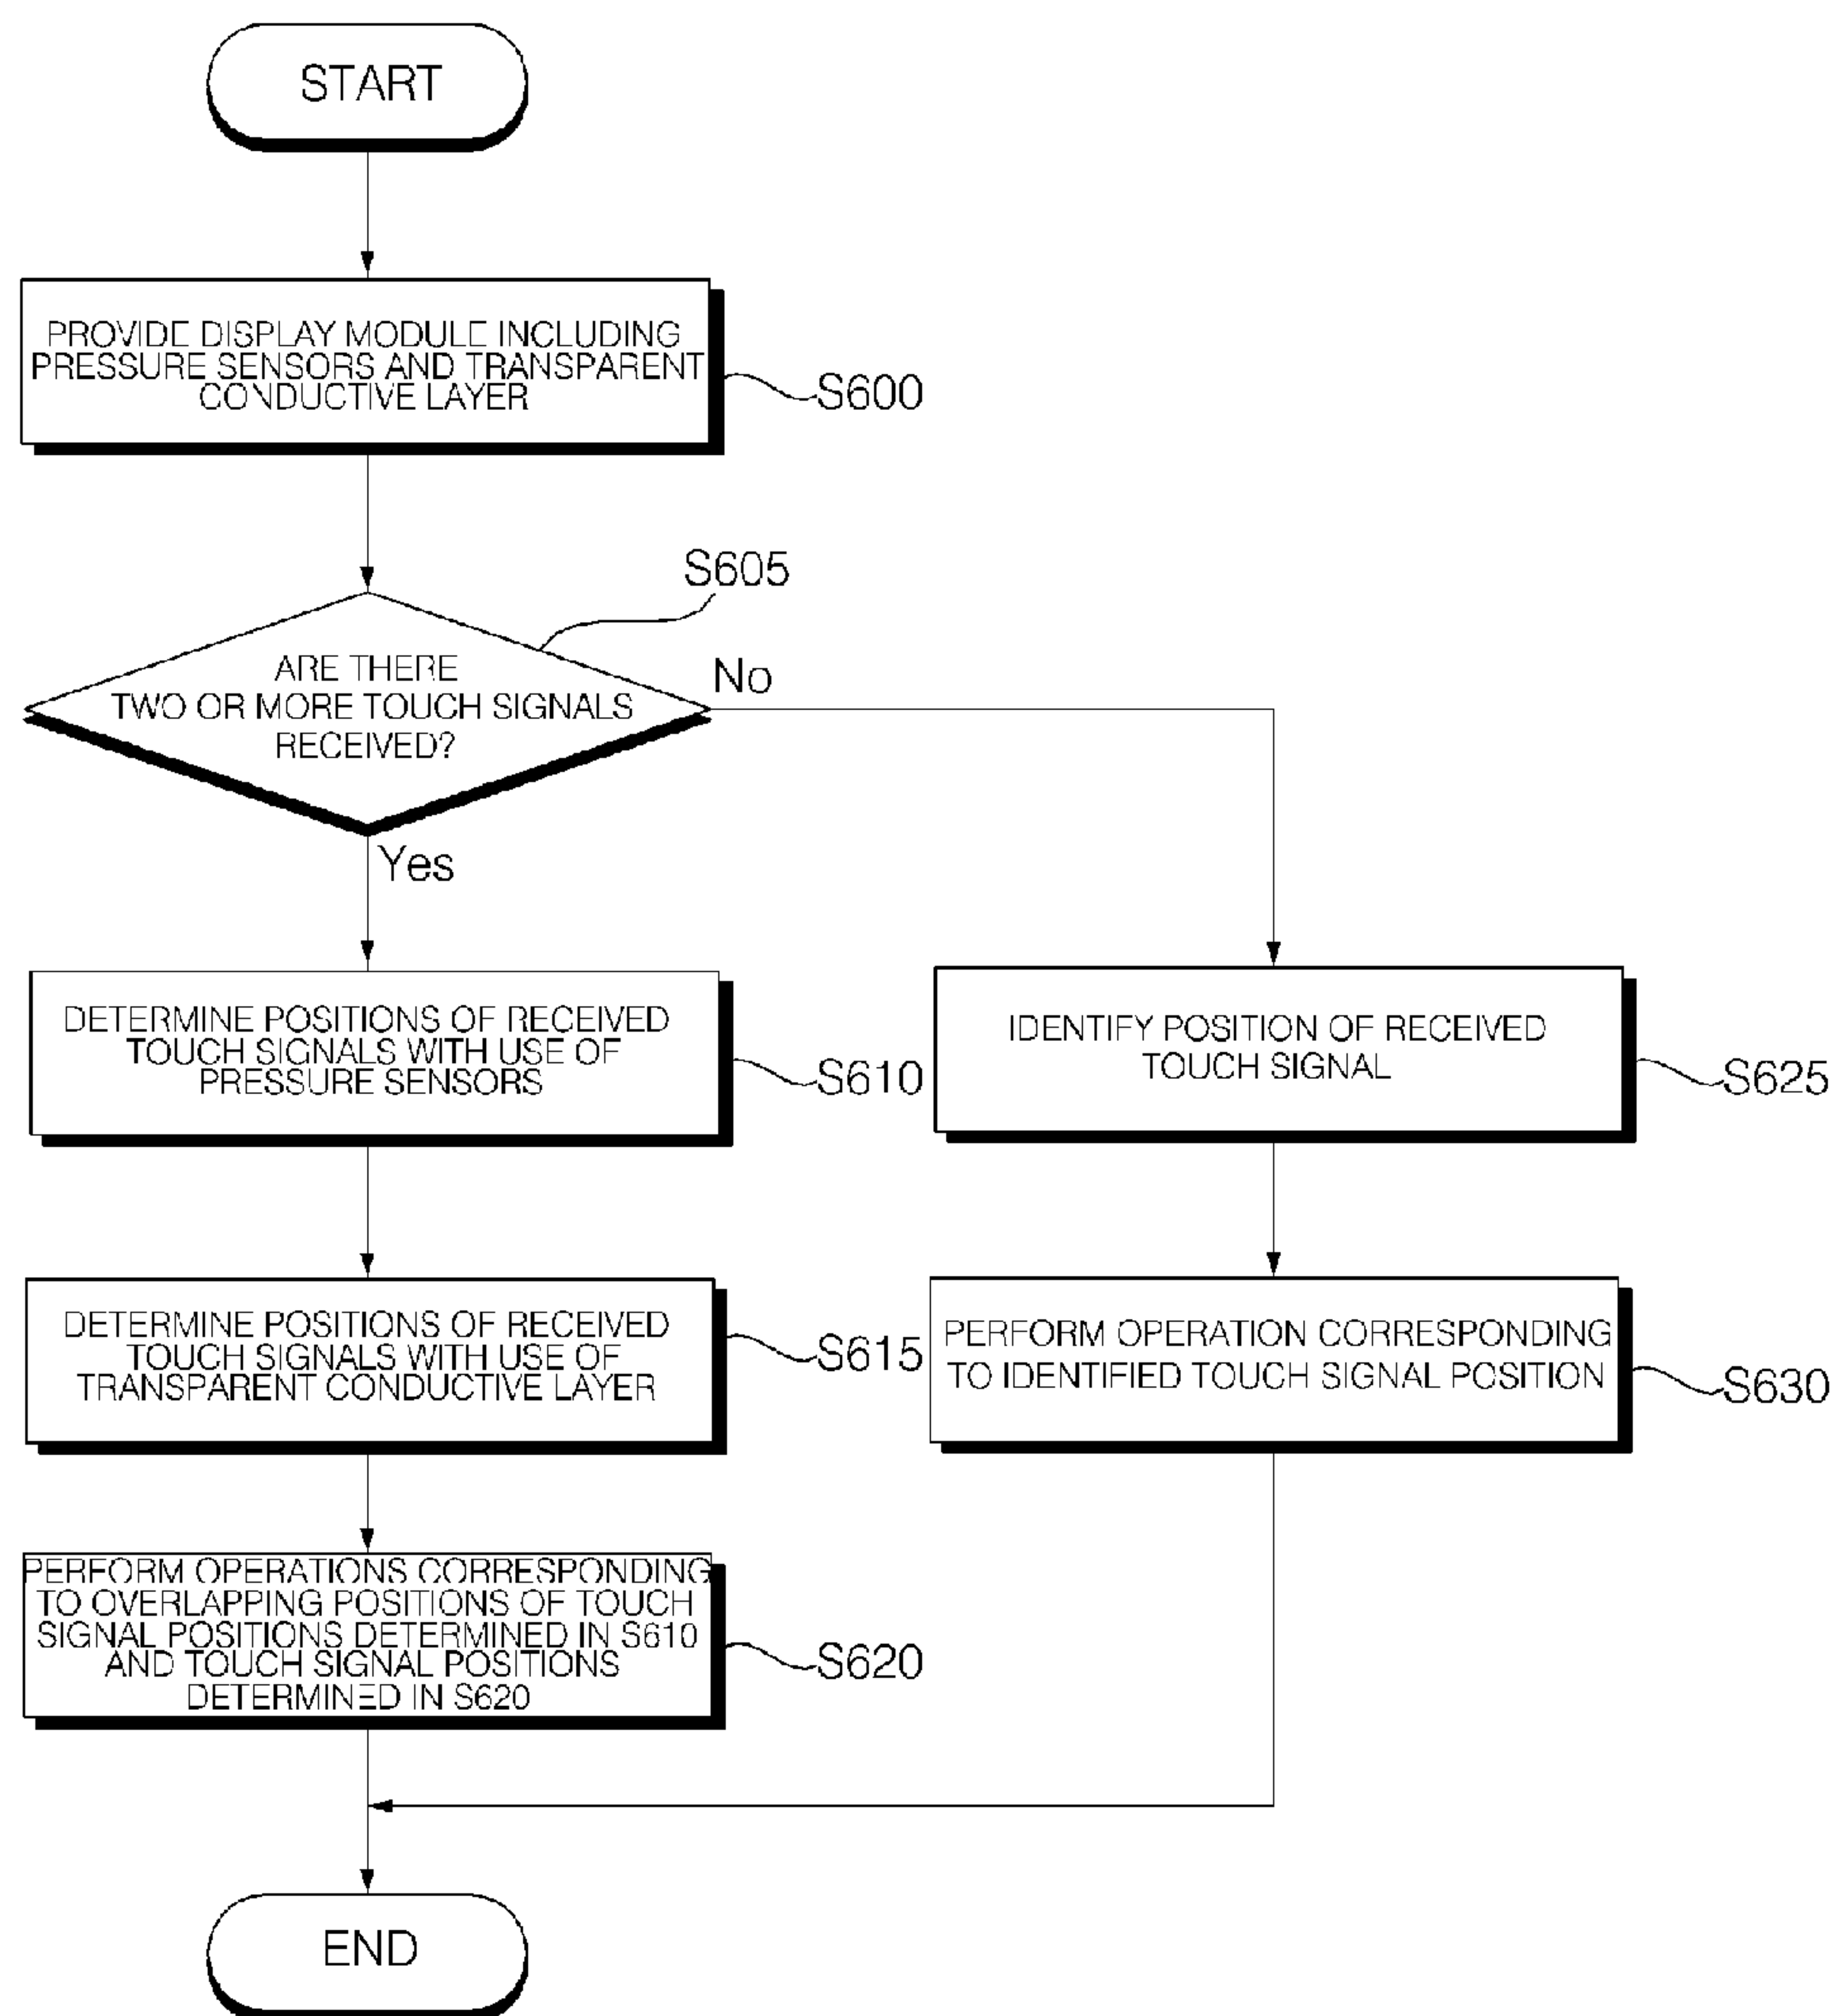 START
PROVIDE DISPLAY MODULE INCLUDING
PRESSURE SENSORS AND TRANSPARENT
CONDUCTIVE LAYER
S600
S605
ARE THERE
TWO OR MORE TOUCH SIGNALS
RECEIVED?
No
Yes
DETERMINE POSITIONS OF RECEIVED
TOUCH SIGNALS WITH USE OF
PRESSURE SENSORS
S610
IDENTIFY POSITION OF RECEIVED
TOUCH SIGNAL
S625
DETERMINE POSITIONS OF RECEIVED
TOUCH SIGNALS WITH USE OF
TRANSPARENT CONDUCTIVE LAYER
S615
PERFORM OPERATION CORRESPONDING
TO IDENTIFIED TOUCH SIGNAL POSITION
S630
PERFORM OPERATIONS CORRESPONDING
TO OVERLAPPING POSITIONS OF TOUCH
SIGNAL POSITIONS DETERMINED IN S610
AND TOUCH SIGNAL POSITIONS
DETERMINED IN S620
S620
END